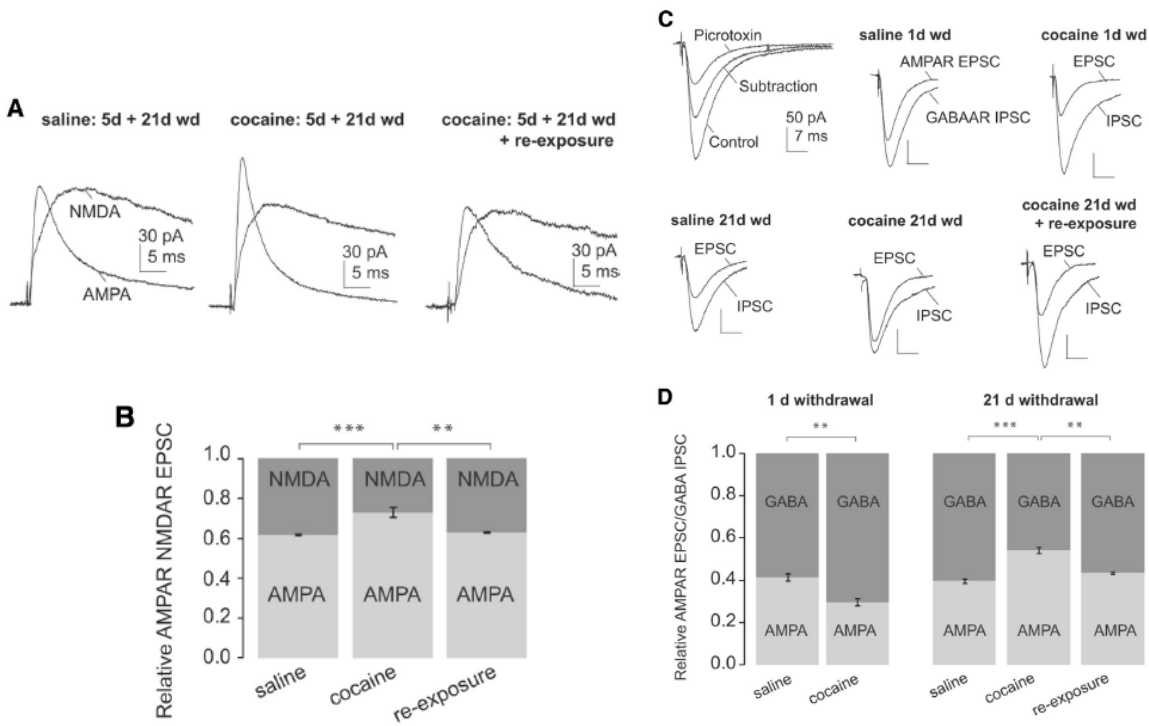 A
saline: 5d + 21d wd
cocaine: 5d + 21d wd
cocaine: 5d + 21d wd
+ re-exposure
NMDA
AMPA
30 pA
5 ms
30 pA
5 ms
30 pA
5 ms
B
Relative AMPAR NMDAR EPSC
1.0
0.8
0.6
0.4
0.2
0.0
***
**
NMDA
NMDA
NMDA
AMPA
AMPA
AMPA
saline
cocaine
re-exposure
C
Picrotoxin
Subtraction
Control
50 pA
7 ms
saline 1d wd
AMPAR EPSC
GABAAR IPSC
cocaine 1d wd
EPSC
IPSC
saline 21d wd
EPSC
IPSC
cocaine 21d wd
EPSC
IPSC
cocaine 21d wd
+ re-exposure
EPSC
IPSC
D
1 d withdrawal
21 d withdrawal
Relative AMPAR EPSC/GABA IPSC
1.0
0.8
0.6
0.4
0.2
0.0
**
***
**
GABA
GABA
GABA
GABA
GABA
AMPA
AMPA
AMPA
AMPA
AMPA
saline
cocaine
saline
cocaine
re-exposure